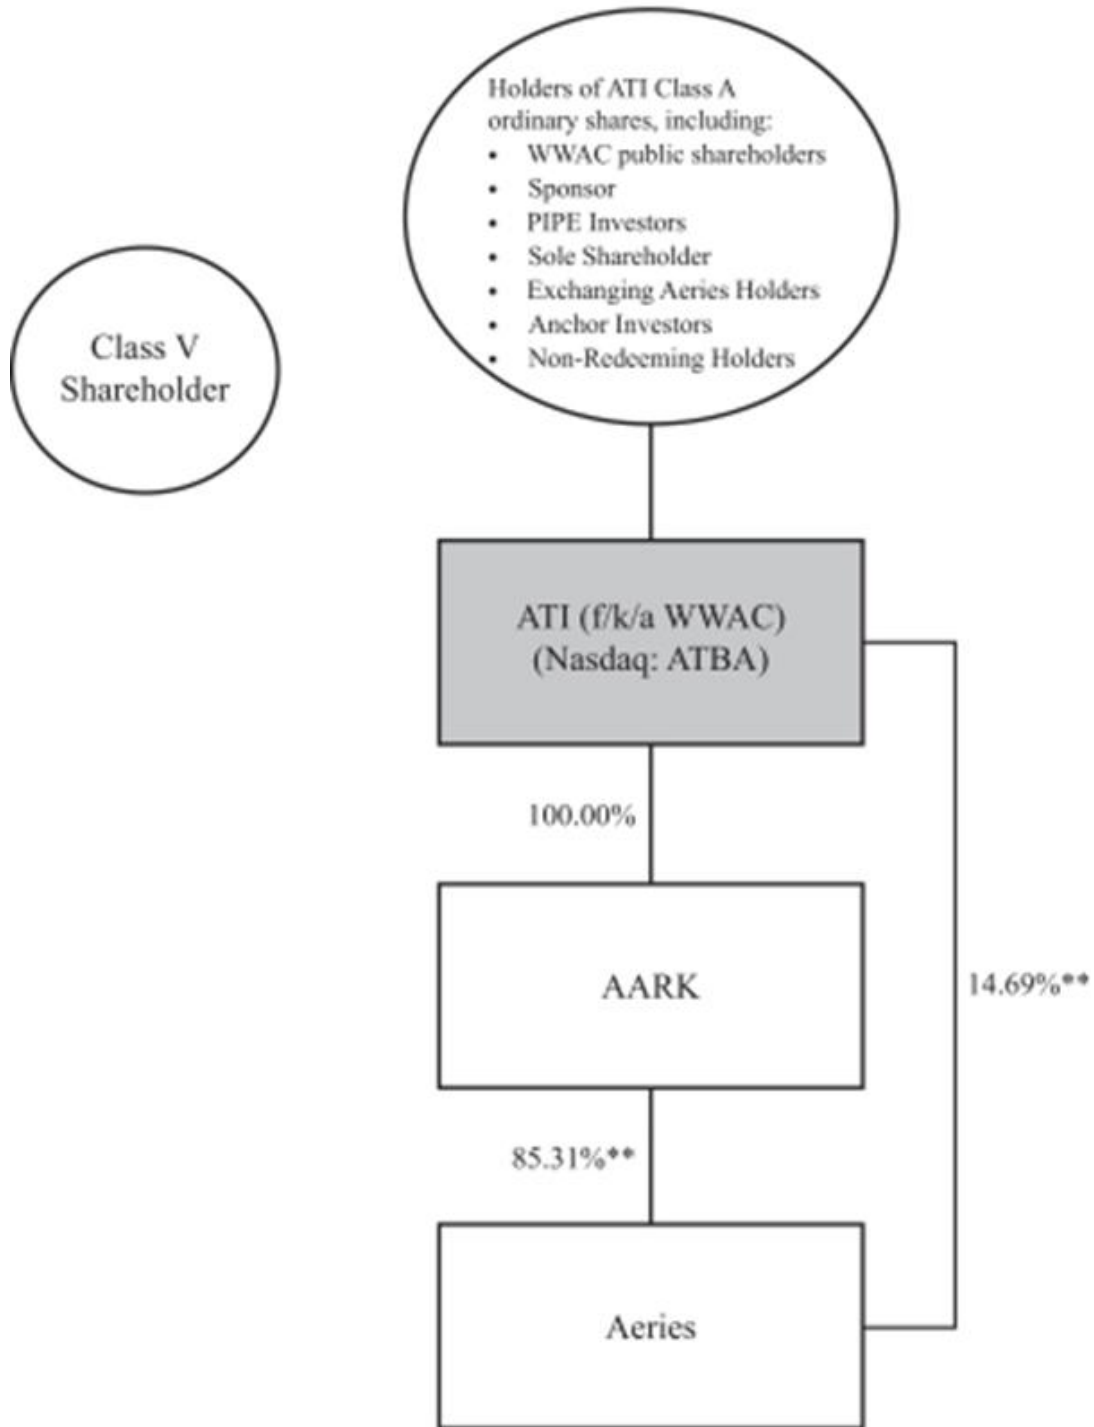 Holders of ATI Class A
ordinary shares, including:
• WWAC public shareholders
• Sponsor
• PIPE Investors
• Sole Shareholder
• Exchanging Aeries Holders
• Anchor Investors
• Non-Redeeming Holders
Class V
Shareholder
ATI (f/k/a WWAC)
(Nasdaq: ATBA)
100.00%
AARK
14.69%**
85.31%**
Aeries